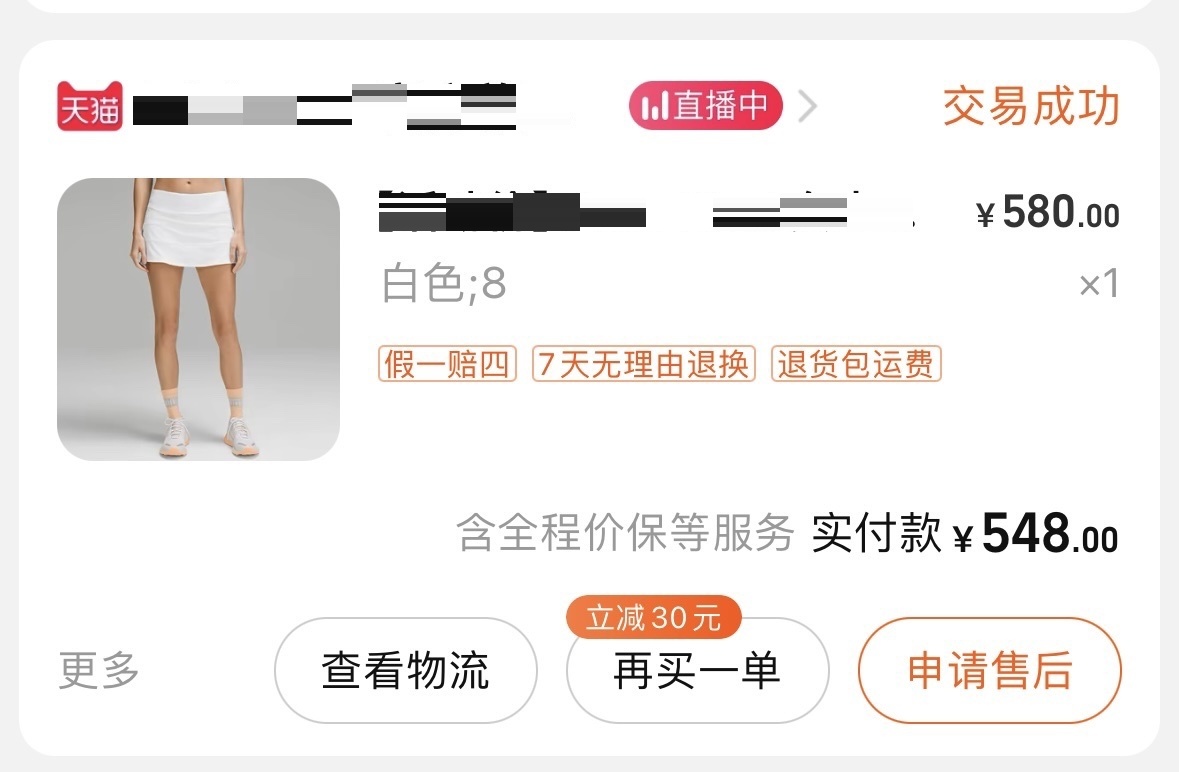 天猫
直播中
交易成功
¥580.00
白色;8
×1
假一赔四 7天无理由退换 退货包运费
含全程价保等服务 实付款 ¥548.00
立减30元
更多 查看物流 再买一单 申请售后